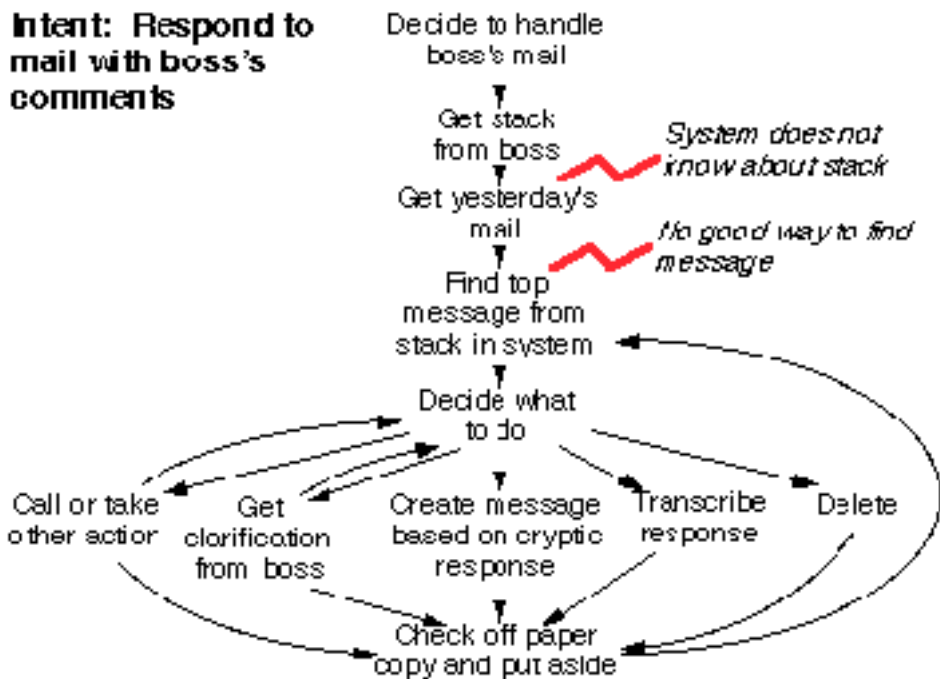 Intent: Respond to
mail with boss's
comments
Decide to handle
boss's mail
Get stack
from boss
System does not
know about stack
Get yesterday's
mail
No good way to find
message
Find top
message from
stack in system
Decide what
to do
Call or take
other action
Get
clarification
from boss
Create message
based on cryptic
response
Transcribe
response
Delete
Check off paper
copy and put aside